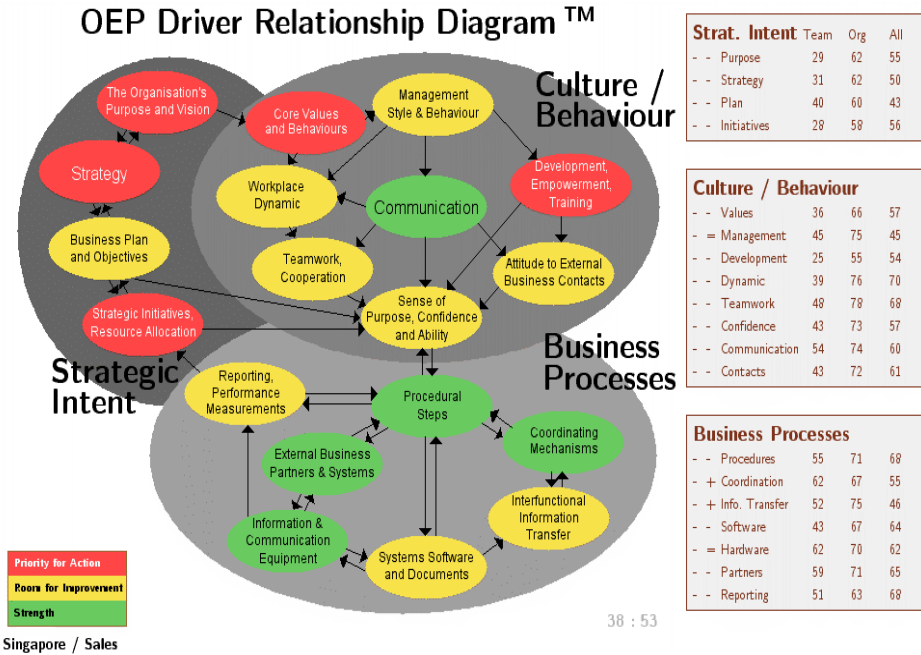 OEP Driver Relationship Diagram ™
The Organisation's
Purpose and Vision
Strategy
Business Plan
and Objectives
Strategic Initiatives,
Resource Allocation
Strategic
Intent
Core Values
and Behaviours
Management
Style & Behaviour
Culture /
Behaviour
Workplace
Dynamic
Communication
Development,
Empowerment,
Training
Teamwork,
Cooperation
Attitude to External
Business Contacts
Sense of
Purpose, Confidence
and Ability
Business
Processes
Reporting,
Performance
Measurements
Procedural
Steps
External Business
Partners & Systems
Coordinating
Mechanisms
Information &
Communication
Equipment
Interfunctional
Information
Transfer
Systems Software
and Documents
Priority for Action
Room for Improvement
Strength
Singapore / Sales
38 : 53
Strat. Intent Team Org All
- - Purpose 29 62 55
- - Strategy 31 62 50
- - Plan 40 60 43
- - Initiatives 28 58 56
Culture / Behaviour
- - Values 36 66 57
- = Management 45 75 45
- - Development 25 55 54
- - Dynamic 39 76 70
- - Teamwork 48 78 68
- - Confidence 43 73 57
- - Communication 54 74 60
- - Contacts 43 72 61
Business Processes
- - Procedures 55 71 68
- + Coordination 62 67 55
- + Info. Transfer 52 75 46
- - Software 43 67 64
- = Hardware 62 70 62
- - Partners 59 71 65
- - Reporting 51 63 68